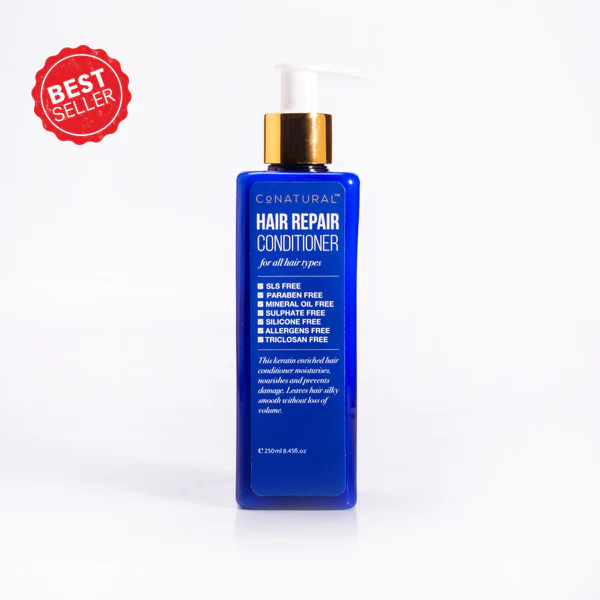 BEST
SELLER
CoNATURAL™
HAIR REPAIR
CONDITIONER
for all hair types
SLS FREE
PARABEN FREE
MINERAL OIL FREE
SULPHATE FREE
SILICONE FREE
ALLERGENS FREE
TRICLOSAN FREE
This keratin enriched hair
conditioner moisturises,
nourishes and prevents
damage. Leaves hair silky
smooth without loss of
volume.
e 250ml 8.45fl.oz